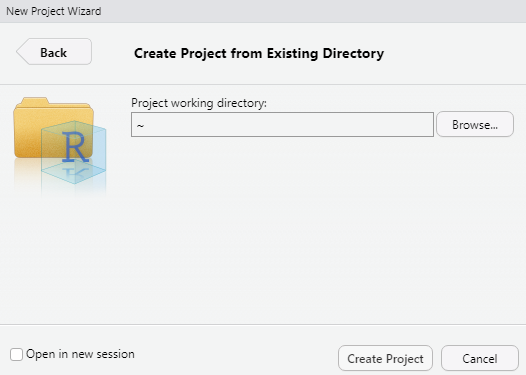 New Project Wizard
Back
Create Project from Existing Directory
Project working directory:
~
Browse...
R
Open in new session
Create Project
Cancel